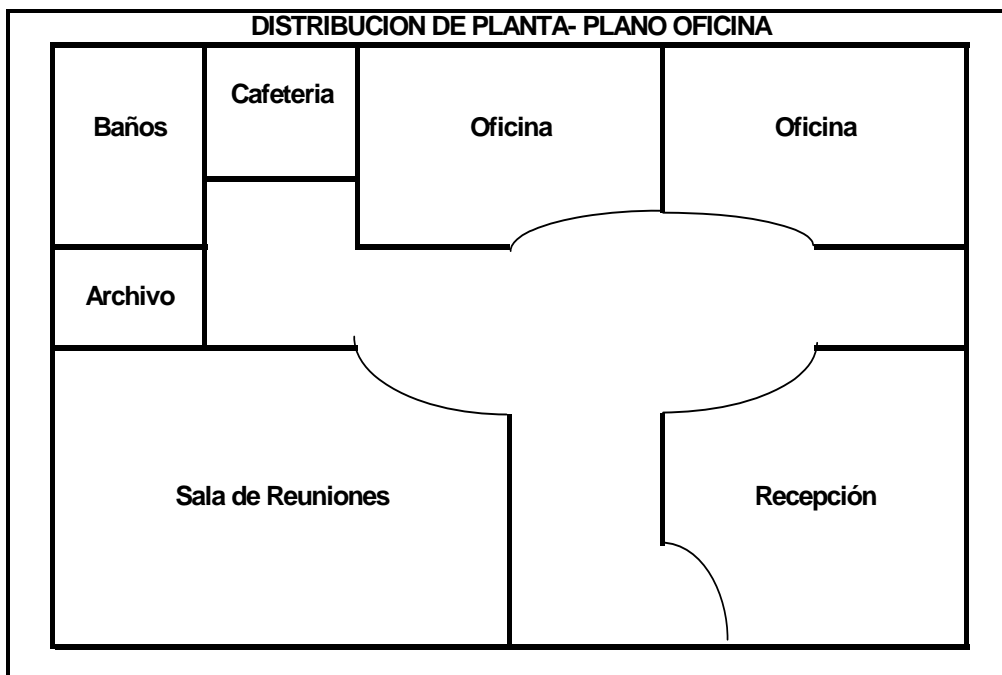 DISTRIBUCION DE PLANTA- PLANO OFICINA
Cafeteria
Baños
Oficina
Oficina
Archivo
Sala de Reuniones
Recepción